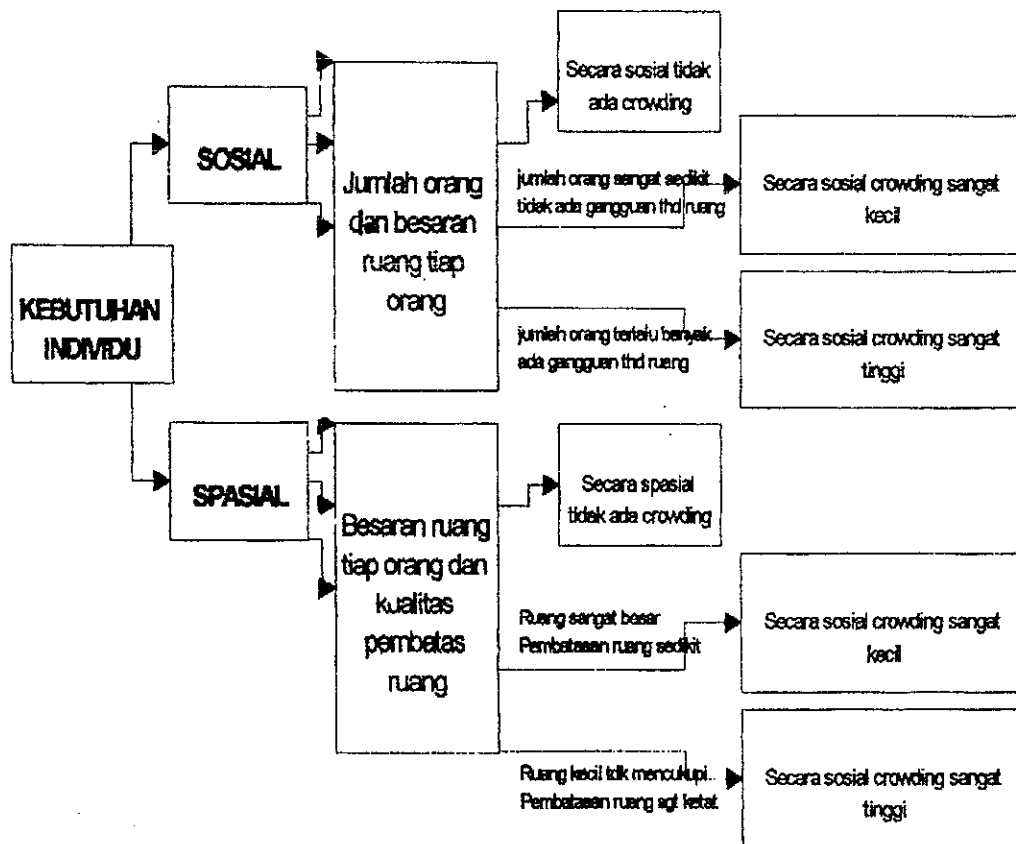 KEBUTUHAN
INDIVIDU
SOSIAL
Jumlah orang
dan besaran
ruang tiap
orang
Secara sosial tidak
ada crowding
jumlah orang sangat sedikit
tidak ada gangguan thd ruang
Secara sosial crowding sangat
kecil
jumlah orang terlalu banyak
ada gangguan thd ruang
Secara sosial crowding sangat
tinggi
SPASIAL
Besaran ruang
tiap orang dan
kualitas
pembatas
ruang
Secara spasial
tidak ada crowding
Ruang sangat besar
Pembatasan ruang sedikit
Secara sosial crowding sangat
kecil
Ruang kecil tdk mencukupi..
Pembatasan ruang sgt ketat.
Secara sosial crowding sangat
tinggi